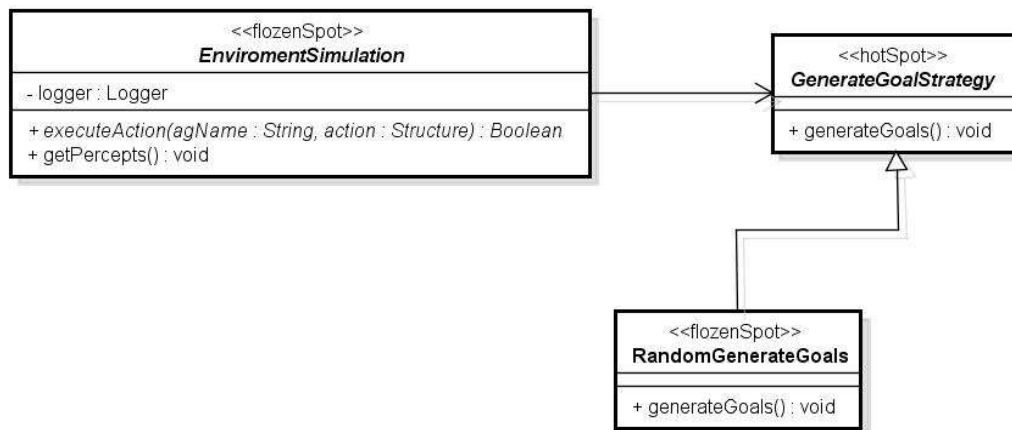 <<flozenSpot>>
EnviromentSimulation
- logger : Logger
+ executeAction(agName : String, action : Structure) : Boolean
+ getPercepts() : void
<<hotSpot>>
GenerateGoalStrategy
+ generateGoals() : void
<<flozenSpot>>
RandomGenerateGoals
+ generateGoals() : void